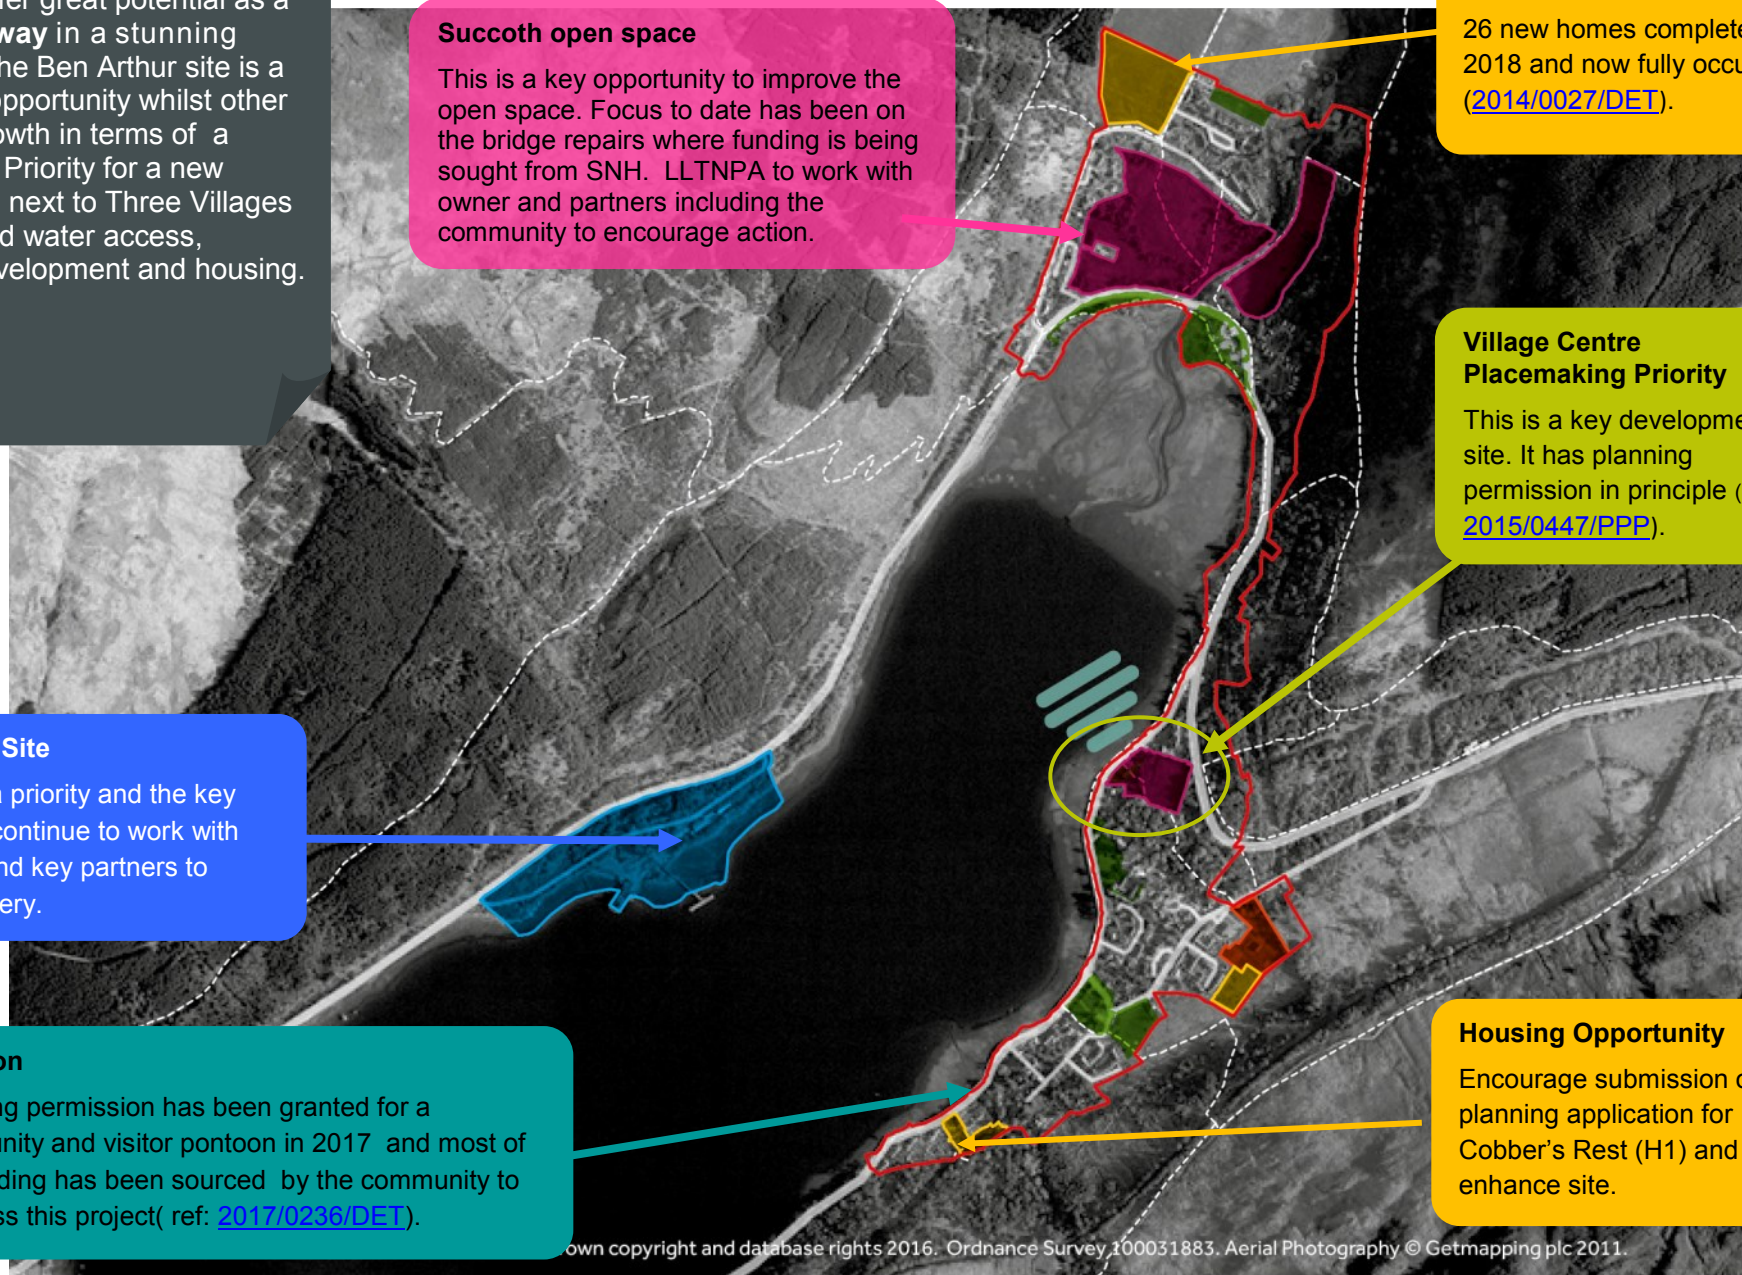 great potential as a
way in a stunning
he Ben Arthur site is a
opportunity whilst other
owth in terms of a
Priority for a new
next to Three Villages
d water access,
velopment and housing.
Succoth open space
This is a key opportunity to improve the
open space. Focus to date has been on
the bridge repairs where funding is being
sought from SNH. LLTNPA to work with
owner and partners including the
community to encourage action.
26 new homes complete
2018 and now fully occu
(2014/0027/DET).
Village Centre
Placemaking Priority
This is a key developme
site. It has planning
permission in principle (
2015/0447/PPP).
Site
a priority and the key
continue to work with
nd key partners to
ery.
on
ng permission has been granted for a
unity and visitor pontoon in 2017 and most of
ding has been sourced by the community to
ss this project( ref: 2017/0236/DET).
Housing Opportunity
Encourage submission o
planning application for
Cobber's Rest (H1) and
enhance site.
own copyright and database rights 2016. Ordnance Survey 100031883. Aerial Photography © Getmapping plc 2011.